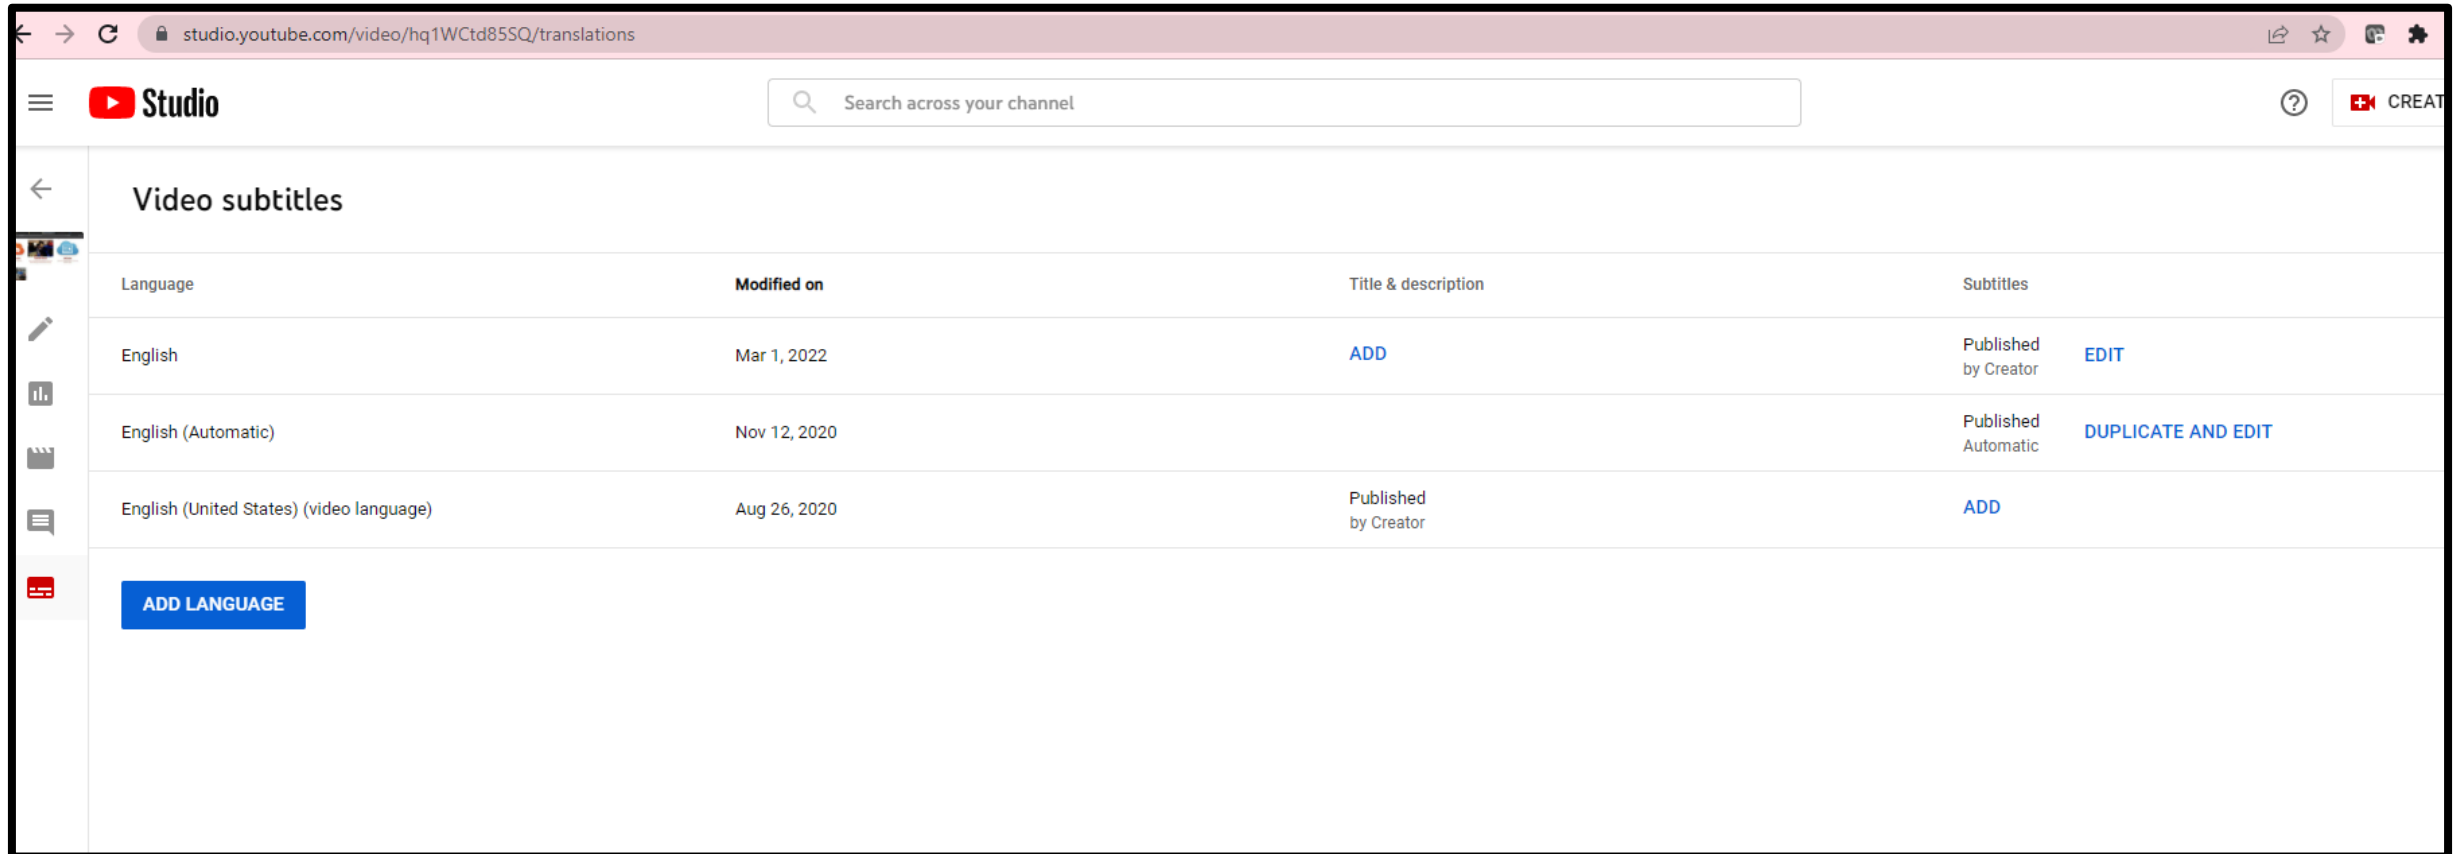 studio.youtube.com/video/hq1WCtd85SQ/translations
Studio
Search across your channel
CREAT
Video subtitles
Language Modified on Title & description Subtitles
English Mar 1, 2022 ADD Published by Creator EDIT
English (Automatic) Nov 12, 2020 Published Automatic DUPLICATE AND EDIT
English (United States) (video language) Aug 26, 2020 Published by Creator ADD
ADD LANGUAGE